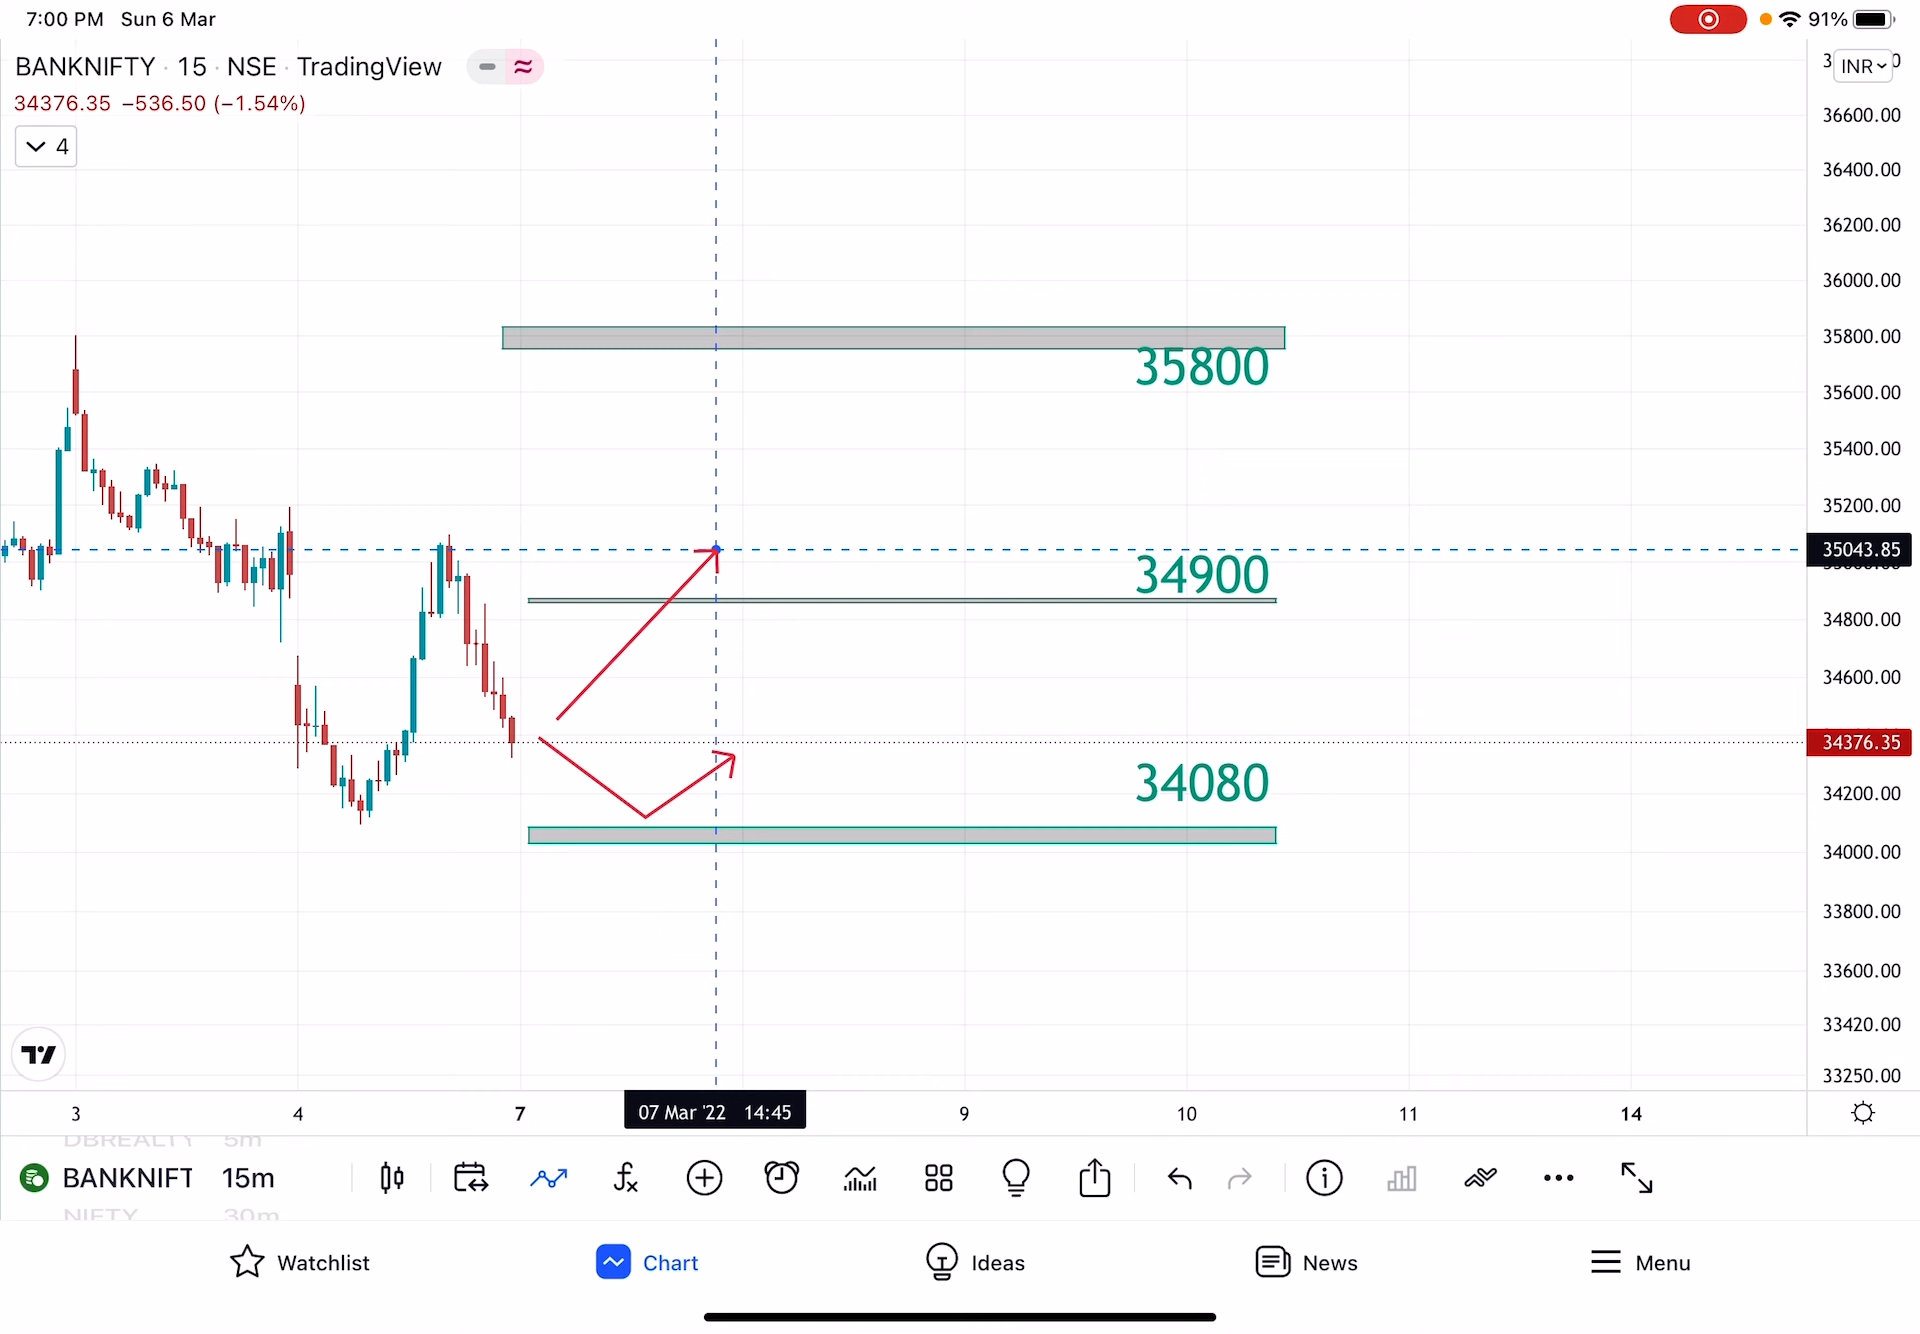 7:00 PM Sun 6 Mar
91%
BANKNIFTY · 15 · NSE · TradingView
34376.35 −536.50 (−1.54%)
4
INR
36600.00
36400.00
36200.00
36000.00
35800.00
35800
35600.00
35400.00
35200.00
35043.85
34900
34800.00
34600.00
34376.35
34080
34200.00
34000.00
33800.00
33600.00
33420.00
33250.00
3 4 7 07 Mar '22 14:45 9 10 11 14
DBREALTY 5m
BANKNIFT 15m
NIFTY 30m
Watchlist Chart Ideas News Menu